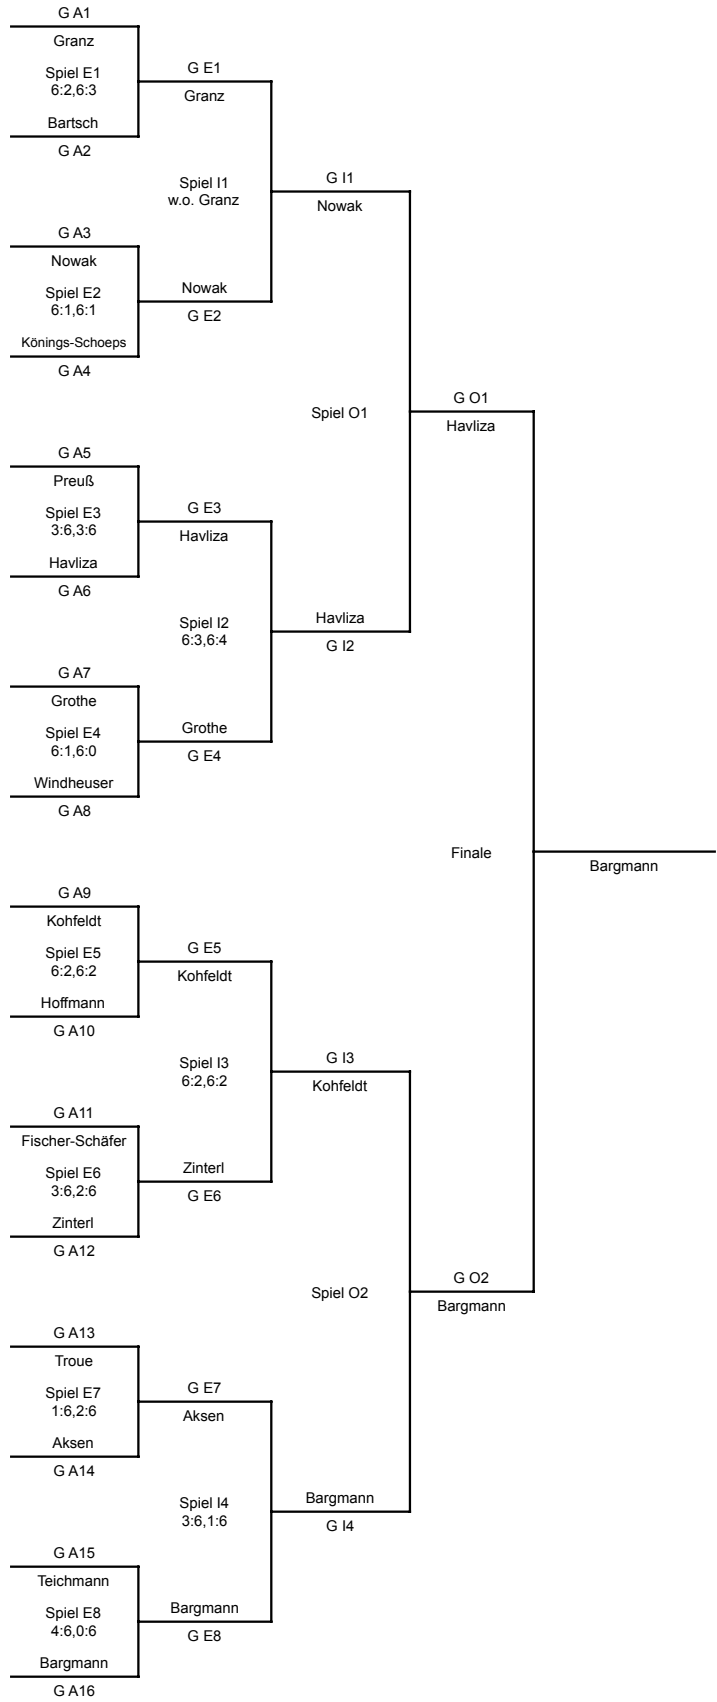 G A1
Granz
Spiel E1
6:2,6:3
Bartsch
G A2
G E1
Granz
Spiel I1
w.o. Granz
G I1
Nowak
G A3
Nowak
Spiel E2
6:1,6:1
Könings-Schoeps
G A4
Nowak
G E2
Spiel O1
G O1
Havliza
G A5
Preuß
Spiel E3
3:6,3:6
Havliza
G A6
G E3
Havliza
Spiel I2
6:3,6:4
Havliza
G I2
G A7
Grothe
Spiel E4
6:1,6:0
Windheuser
G A8
Grothe
G E4
Finale
Bargmann
G A9
Kohfeldt
Spiel E5
6:2,6:2
Hoffmann
G A10
G E5
Kohfeldt
Spiel I3
6:2,6:2
G I3
Kohfeldt
G A11
Fischer-Schäfer
Spiel E6
3:6,2:6
Zinterl
G A12
Zinterl
G E6
Spiel O2
G O2
Bargmann
G A13
Troue
Spiel E7
1:6,2:6
Aksen
G A14
G E7
Aksen
Spiel I4
3:6,1:6
Bargmann
G I4
G A15
Teichmann
Spiel E8
4:6,0:6
Bargmann
G A16
Bargmann
G E8